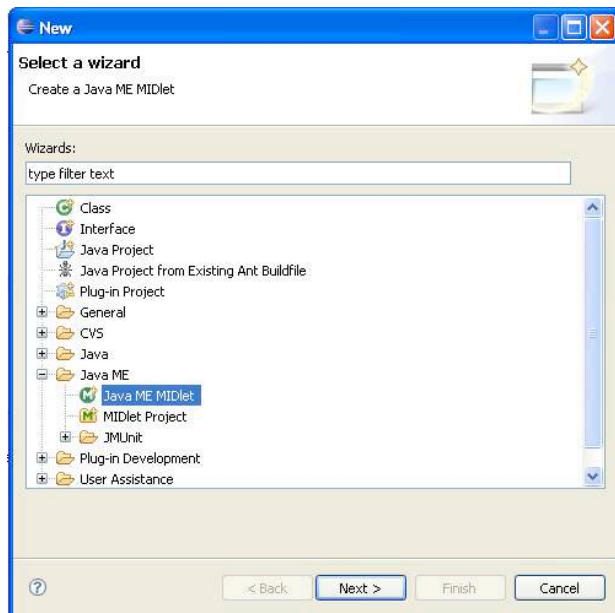 New
Select a wizard
Create a Java ME MIDlet
Wizards:
type filter text
Class
Interface
Java Project
Java Project from Existing Ant Buildfile
Plug-in Project
General
CVS
Java
Java ME
Java ME MIDlet
MIDlet Project
JMUnit
Plug-in Development
User Assistance
< Back Next > Finish Cancel